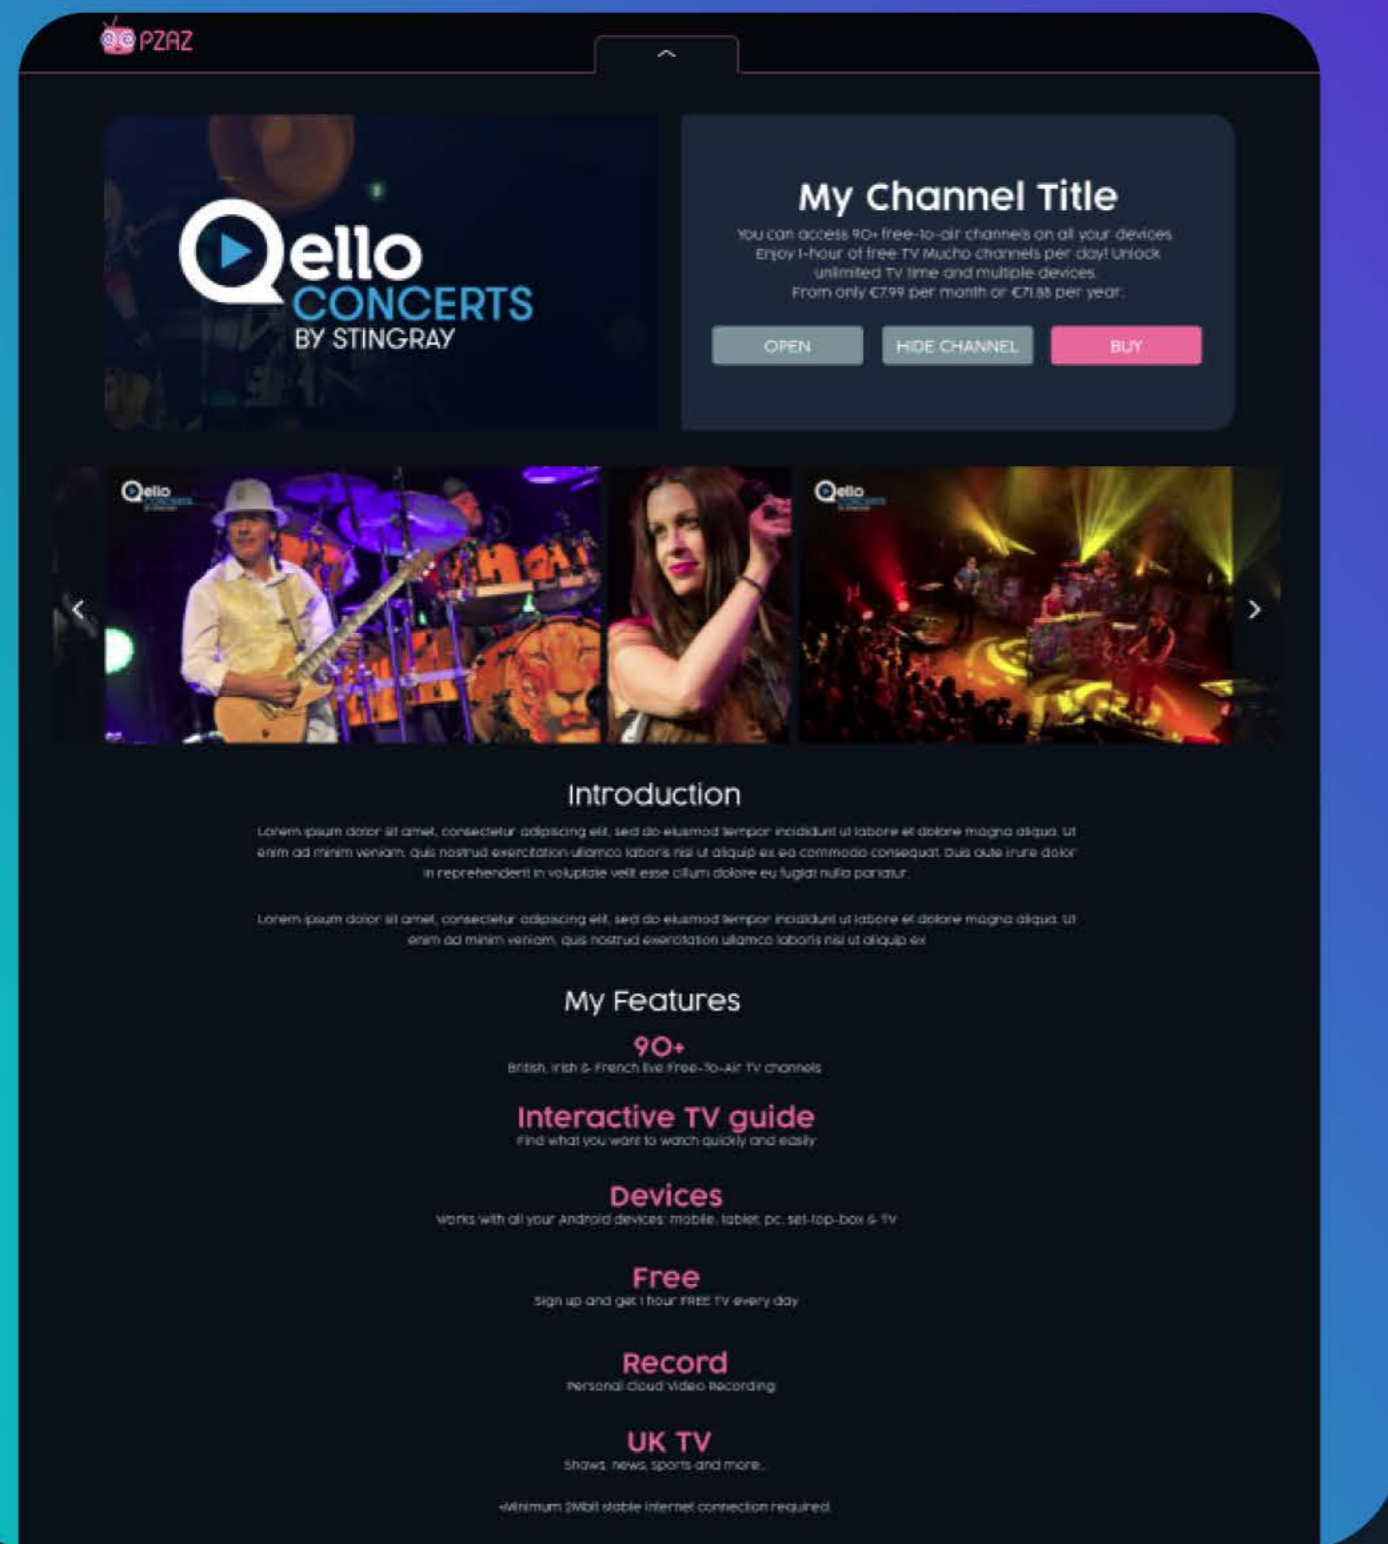 PZAZ
Qello
CONCERTS
BY STINGRAY
My Channel Title
You can access 90+ free-to-air channels on all your devices
Enjoy 1-hour of free TV Mucho channels per day! Unlock
unlimited TV time and multiple devices.
From only €7.99 per month or €71.88 per year.
OPEN
HIDE CHANNEL
BUY
Qello
CONCERTS
Qello
CONCERTS
Introduction
Lorem ipsum dolor sit amet, consectetur adipiscing elit, sed do eiusmod tempor incididunt ut labore et dolore magna aliqua. Ut
enim ad minim veniam, quis nostrud exercitation ullamco laboris nisi ut aliquip ex ea commodo consequat. Duis aute irure dolor
in reprehenderit in voluptate velit esse cillum dolore eu fugiat nulla pariatur.
Lorem ipsum dolor sit amet, consectetur adipiscing elit, sed do eiusmod tempor incididunt ut labore et dolore magna aliqua. Ut
enim ad minim veniam, quis nostrud exercitation ullamco laboris nisi ut aliquip ex
My Features
90+
British, Irish & French live Free-To-Air TV channels
Interactive TV guide
Find what you want to watch quickly and easily
Devices
Works with all your Android devices: mobile, tablet, pc, set-top-box & TV
Free
Sign up and get 1 hour FREE TV every day
Record
Personal Cloud Video Recording
UK TV
Shows, news, sports and more...
*Minimum 2Mbit stable internet connection required.